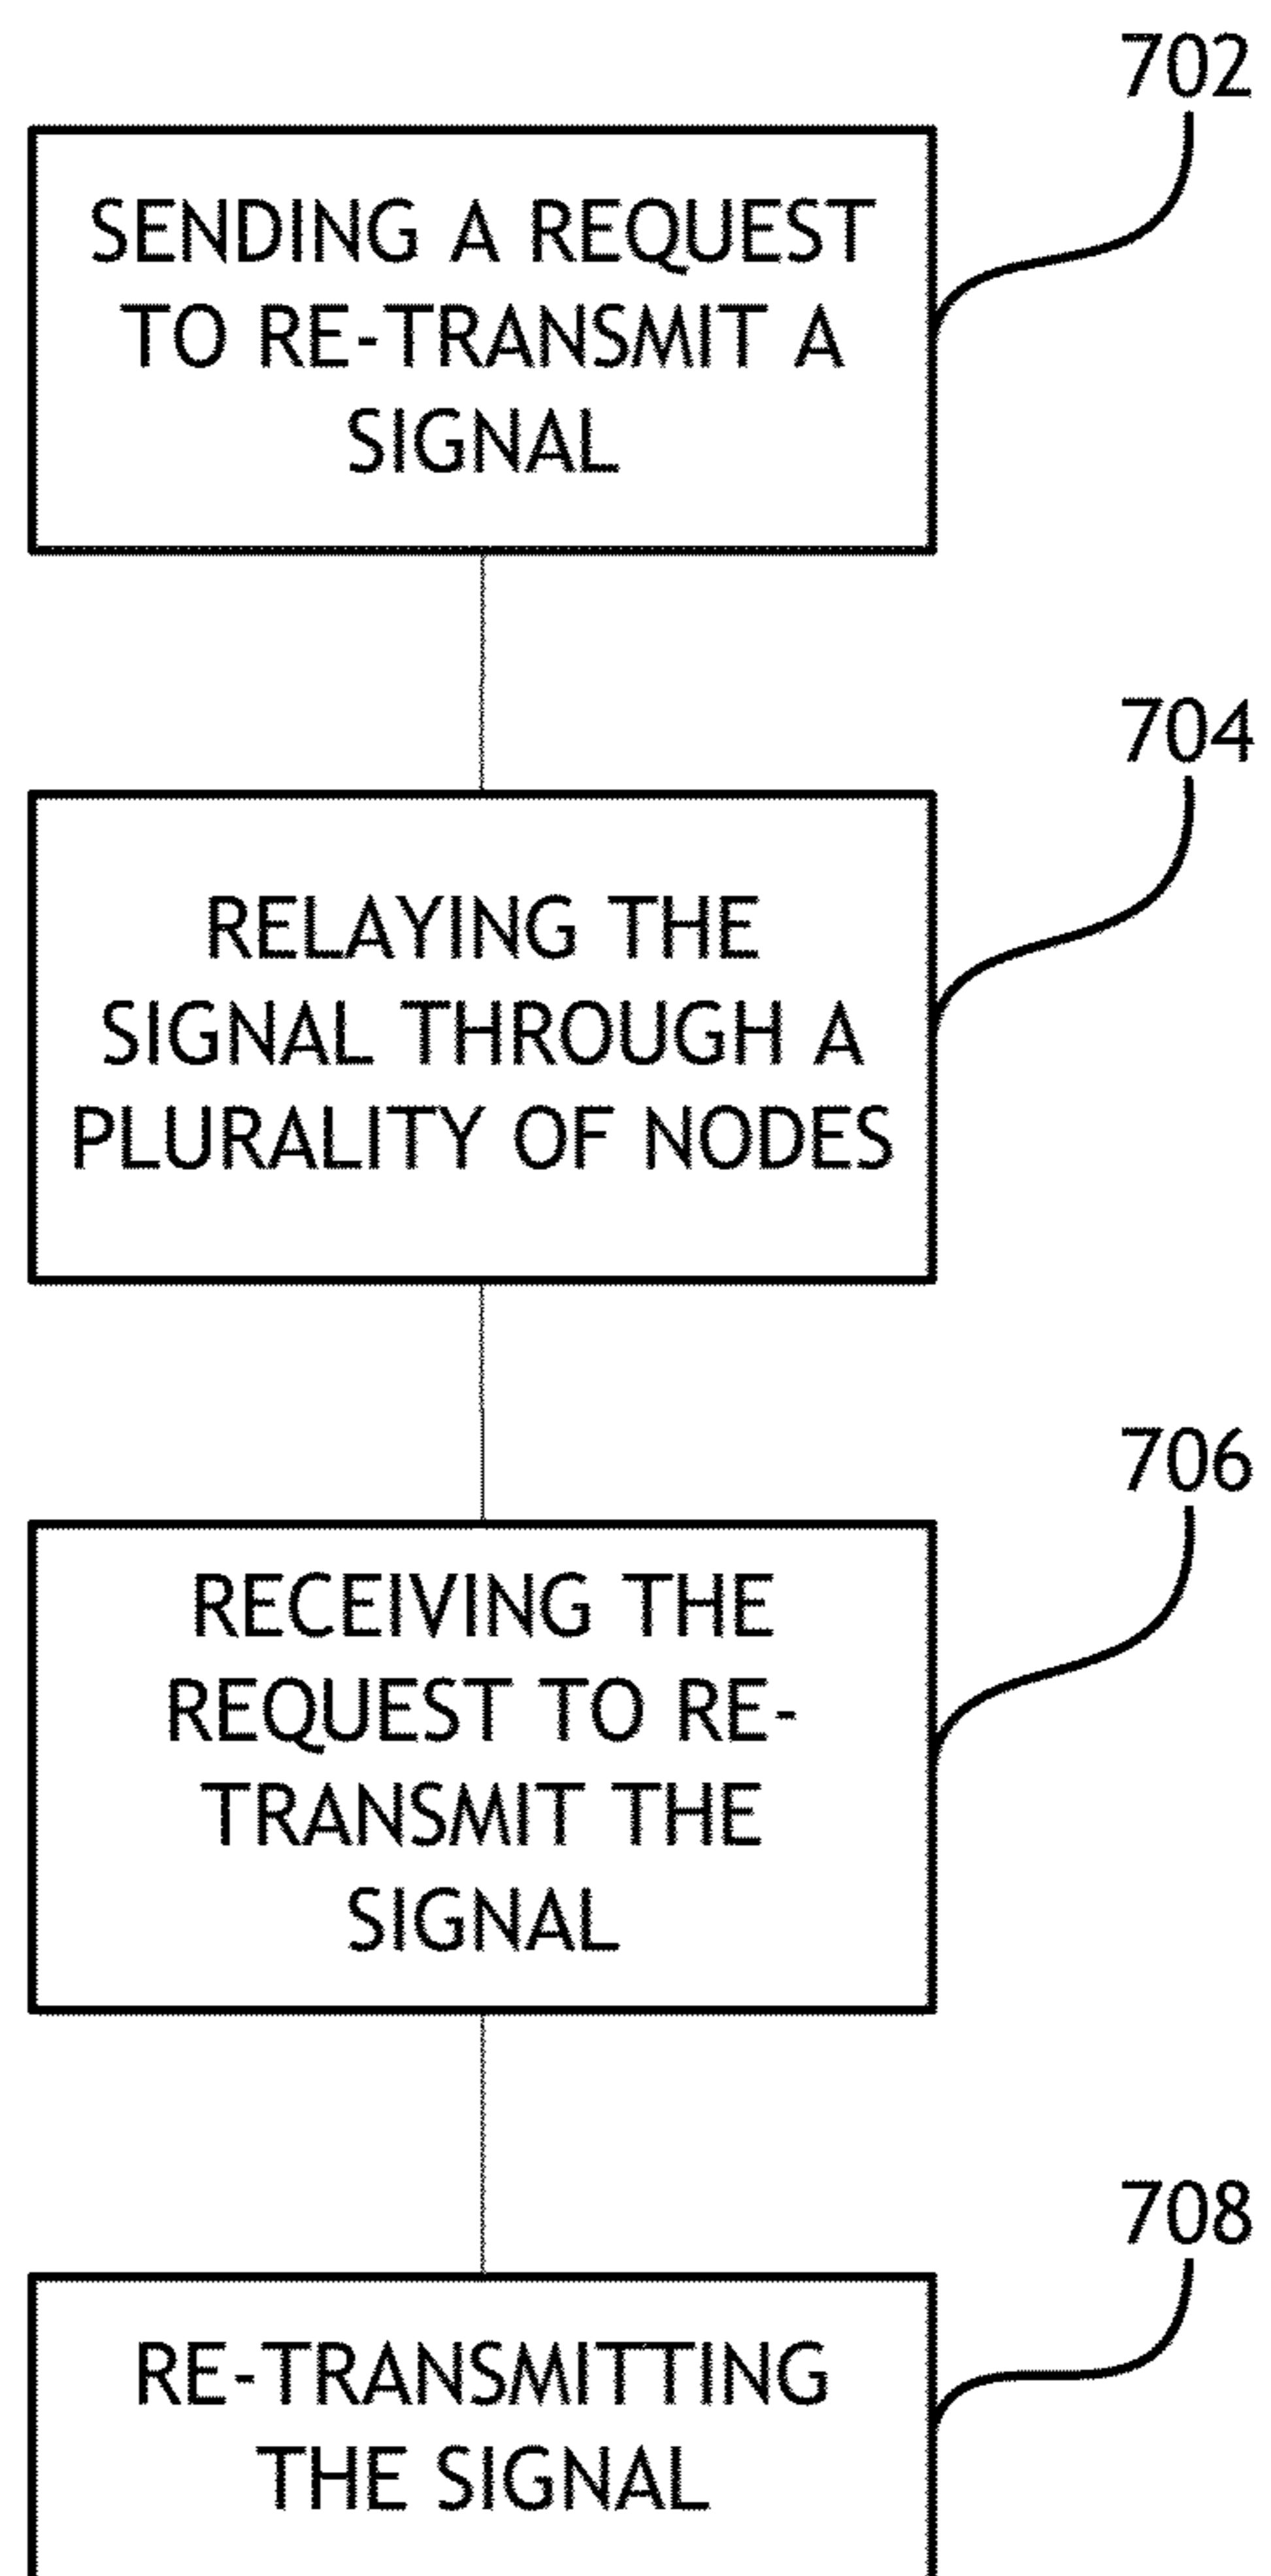 702
SENDING A REQUEST
TO RE-TRANSMIT A
SIGNAL
704
RELAYING THE
SIGNAL THROUGH A
PLURALITY OF NODES
706
RECEIVING THE
REQUEST TO RE-
TRANSMIT THE
SIGNAL
708
RE-TRANSMITTING
THE SIGNAL